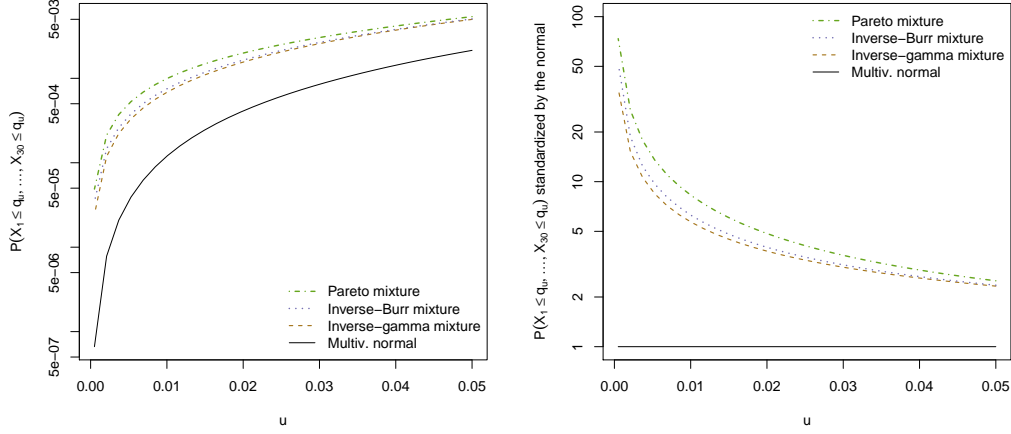 P(X₁ ≤ qᵤ, ..., X₃₀ ≤ qᵤ)
5e−03
5e−04
5e−05
5e−06
5e−07
Pareto mixture
Inverse−Burr mixture
Inverse−gamma mixture
Multiv. normal
0.00 0.01 0.02 0.03 0.04 0.05
u
P(X₁ ≤ qᵤ, ..., X₃₀ ≤ qᵤ) standardized by the normal
100
50
20
10
5
2
1
Pareto mixture
Inverse−Burr mixture
Inverse−gamma mixture
Multiv. normal
0.00 0.01 0.02 0.03 0.04 0.05
u